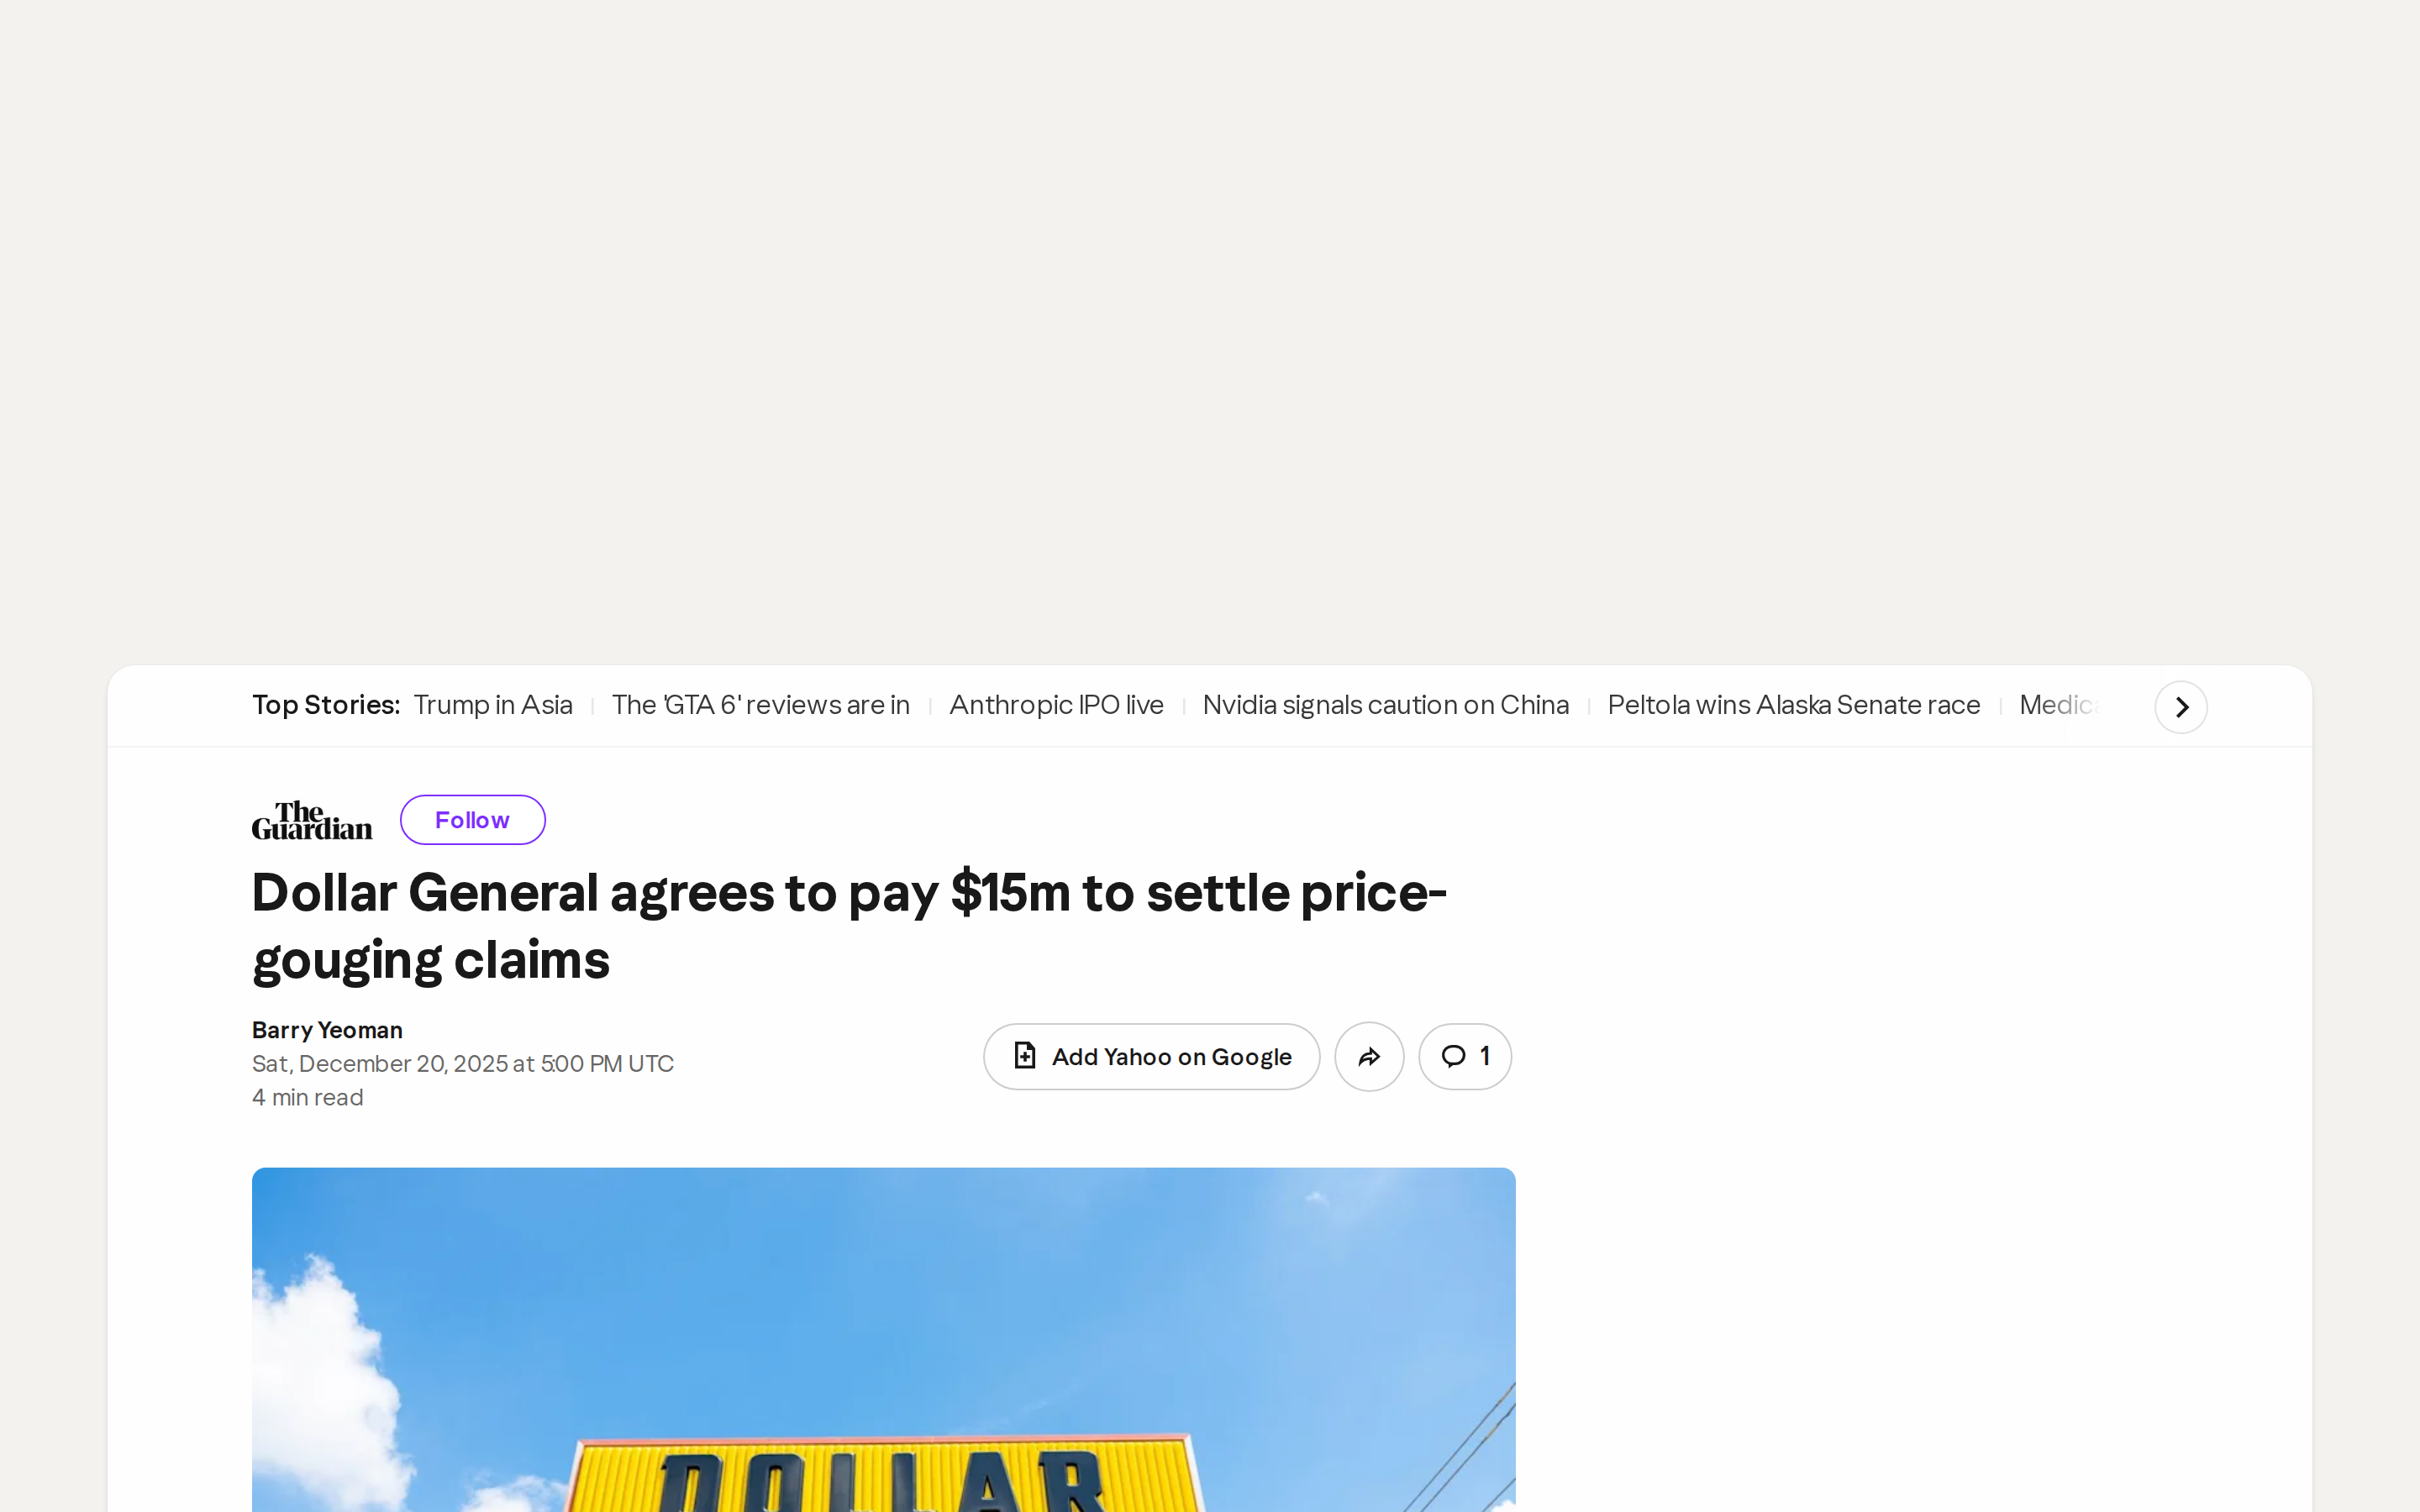 Top Stories: Trump in Asia The 'GTA 6' reviews are in Anthropic IPO live Nvidia signals caution on China Peltola wins Alaska Senate race
The
Guardian
Follow
Dollar General agrees to pay $15m to settle price-
gouging claims
Barry Yeoman
Sat, December 20, 2025 at 5:00 PM UTC
4 min read
Add Yahoo on Google
1
DOLLAR